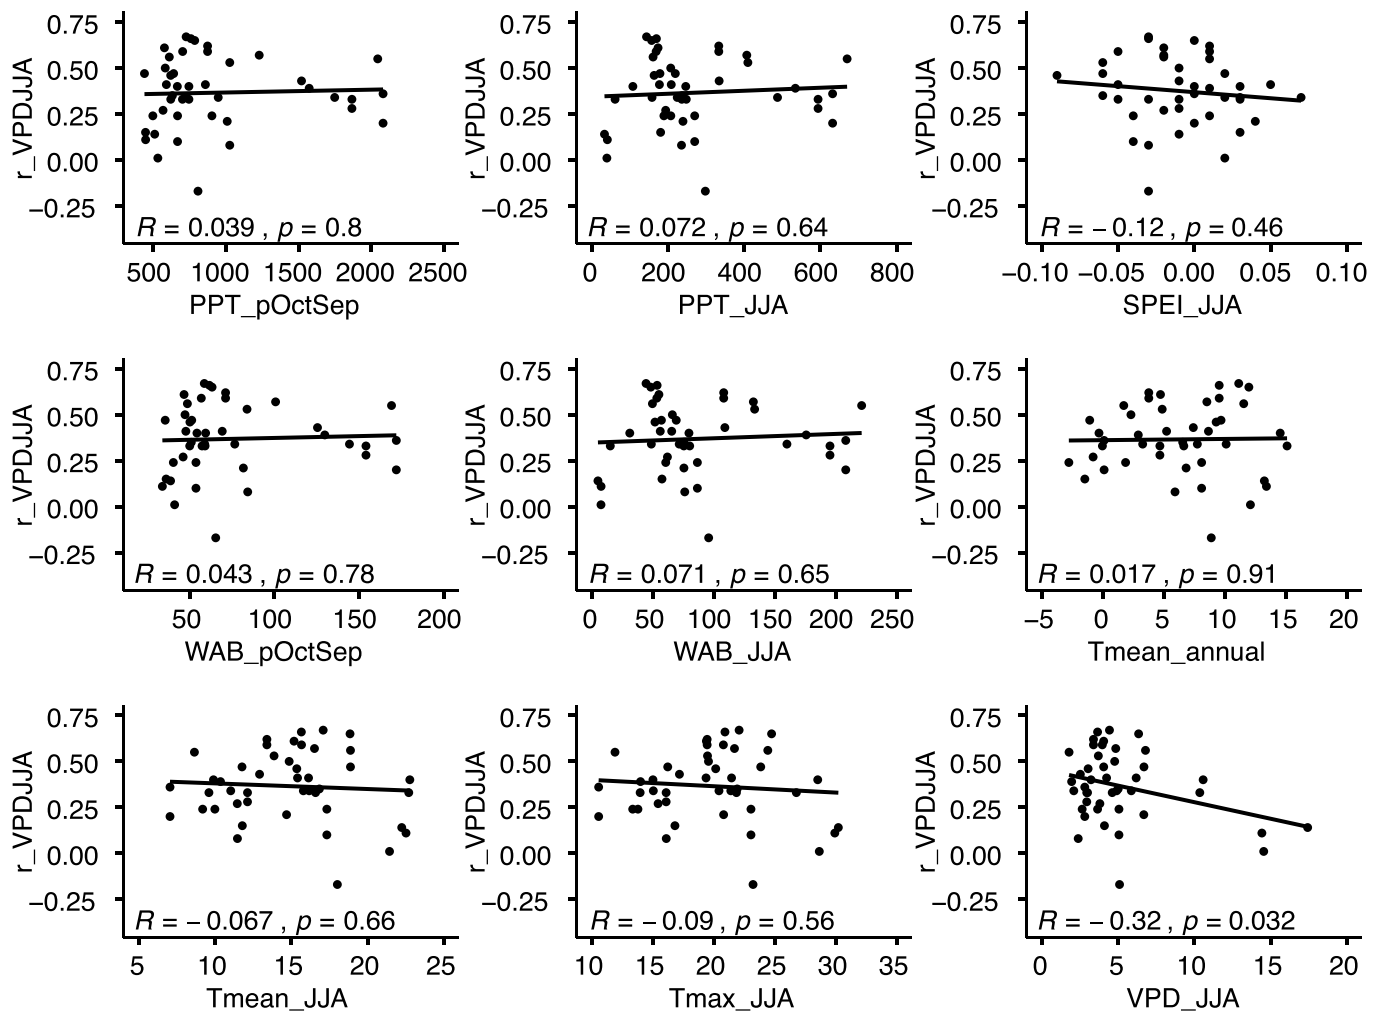 r_VPDJJA
0.75
0.50
0.25
0.00
−0.25
R = 0.039 , p = 0.8
500 1000 1500 2000 2500
PPT_pOctSep
r_VPDJJA
0.75
0.50
0.25
0.00
−0.25
R = 0.072 , p = 0.64
0 200 400 600 800
PPT_JJA
r_VPDJJA
0.75
0.50
0.25
0.00
−0.25
R = −0.12 , p = 0.46
−0.10 −0.05 0.00 0.05 0.10
SPEI_JJA
r_VPDJJA
0.75
0.50
0.25
0.00
−0.25
R = 0.043 , p = 0.78
50 100 150 200
WAB_pOctSep
r_VPDJJA
0.75
0.50
0.25
0.00
−0.25
R = 0.071 , p = 0.65
0 50 100 150 200 250
WAB_JJA
r_VPDJJA
0.75
0.50
0.25
0.00
−0.25
R = 0.017 , p = 0.91
−5 0 5 10 15 20
Tmean_annual
r_VPDJJA
0.75
0.50
0.25
0.00
−0.25
R = −0.067 , p = 0.66
5 10 15 20 25
Tmean_JJA
r_VPDJJA
0.75
0.50
0.25
0.00
−0.25
R = −0.09 , p = 0.56
10 15 20 25 30 35
Tmax_JJA
r_VPDJJA
0.75
0.50
0.25
0.00
−0.25
R = −0.32 , p = 0.032
0 5 10 15 20
VPD_JJA